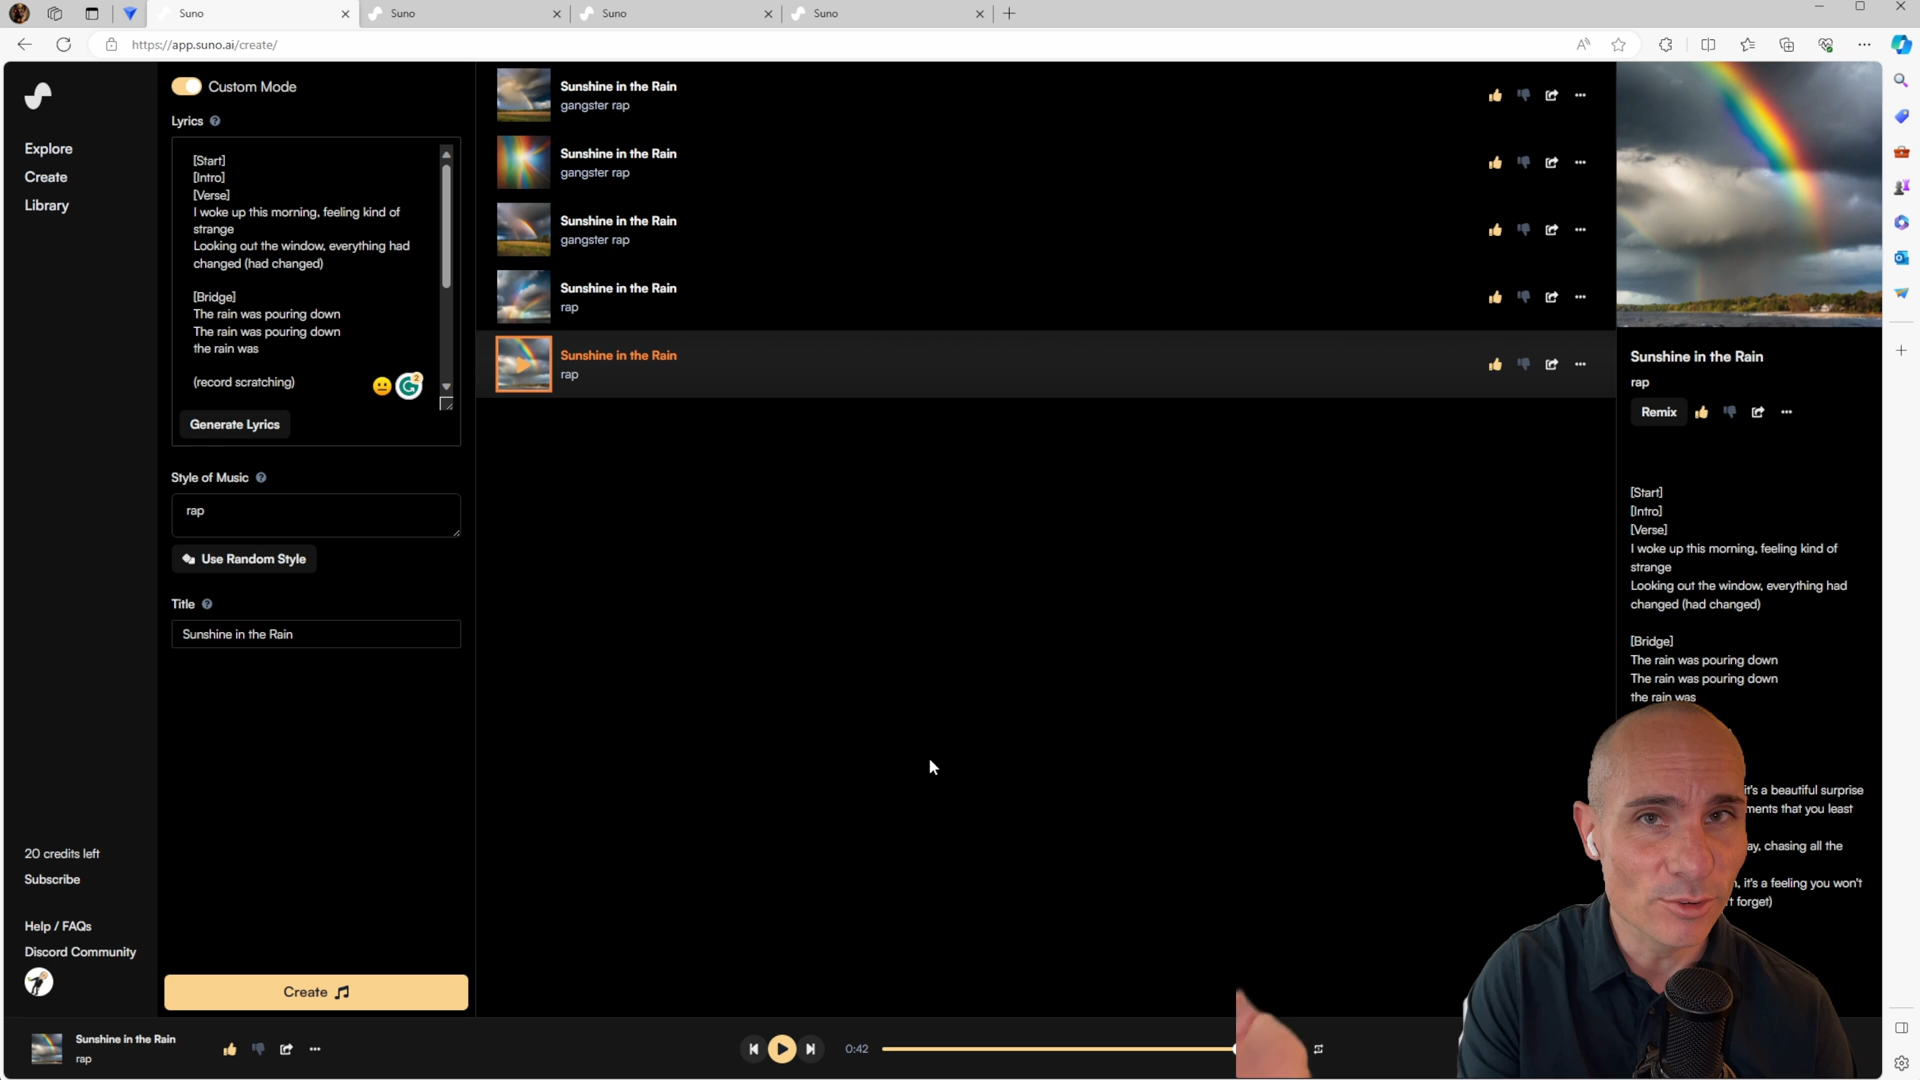 Suno
Suno
Suno
Suno
https://app.suno.ai/create/
Explore
Create
Library
20 credits left
Subscribe
Help / FAQs
Discord Community
Custom Mode
Lyrics
[Start]
[Intro]
[Verse]
I woke up this morning, feeling kind of
strange
Looking out the window, everything had
changed (had changed)
[Bridge]
The rain was pouring down
The rain was pouring down
the rain was
(record scratching)
2
Generate Lyrics
Style of Music
rap
Use Random Style
Title
Sunshine in the Rain
Create
Sunshine in the Rain
gangster rap
Sunshine in the Rain
gangster rap
Sunshine in the Rain
gangster rap
Sunshine in the Rain
rap
Sunshine in the Rain
rap
Sunshine in the Rain
rap
Remix
[Start]
[Intro]
[Verse]
I woke up this morning, feeling kind of
strange
Looking out the window, everything had
changed (had changed)
[Bridge]
The rain was pouring down
The rain was pouring down
the rain was
it's a beautiful surprise
that you least
chasing all the
it's a feeling you won't
forget)
Sunshine in the Rain
rap
0:42